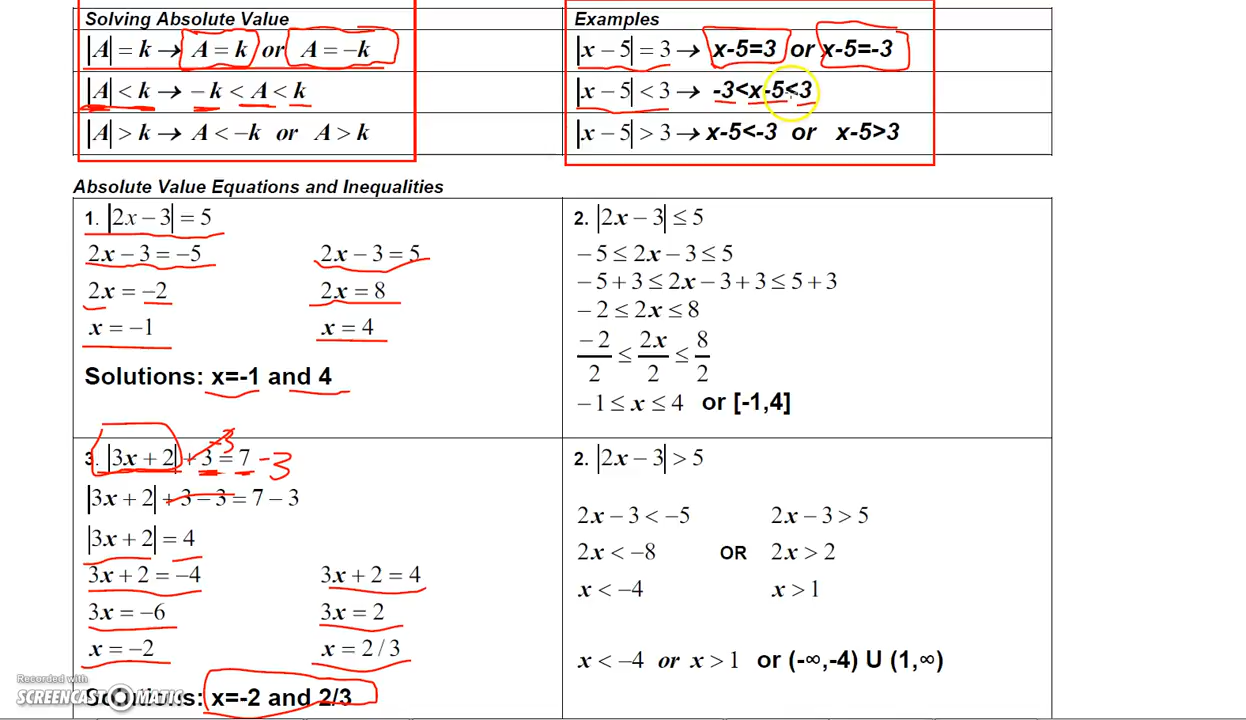 Solving Absolute Value
|A| = k → A = k or A = −k
|A| < k → −k < A < k
|A| > k → A < −k or A > k
Examples
|x − 5| = 3 → x-5=3 or x-5=-3
|x − 5| < 3 → -3<x-5<3
|x − 5| > 3 → x-5<-3 or x-5>3
Absolute Value Equations and Inequalities
1. |2x − 3| = 5
2x − 3 = −5 2x − 3 = 5
2x = −2 2x = 8
x = −1 x = 4
Solutions: x=-1 and 4
2. |2x − 3| ≤ 5
−5 ≤ 2x − 3 ≤ 5
−5 + 3 ≤ 2x − 3 + 3 ≤ 5 + 3
−2 ≤ 2x ≤ 8
−2/2 ≤ 2x/2 ≤ 8/2
−1 ≤ x ≤ 4 or [-1,4]
3. |3x + 2| + 3 = 7 -3
-3
|3x + 2| + 3 − 3 = 7 − 3
|3x + 2| = 4
3x + 2 = −4 3x + 2 = 4
3x = −6 3x = 2
x = −2 x = 2 / 3
Solutions: x=-2 and 2/3
2. |2x − 3| > 5
2x − 3 < −5 2x − 3 > 5
2x < −8 OR 2x > 2
x < −4 x > 1
x < −4 or x > 1 or (-∞,-4) U (1,∞)
Recorded with
SCREENCAST-O-MATIC